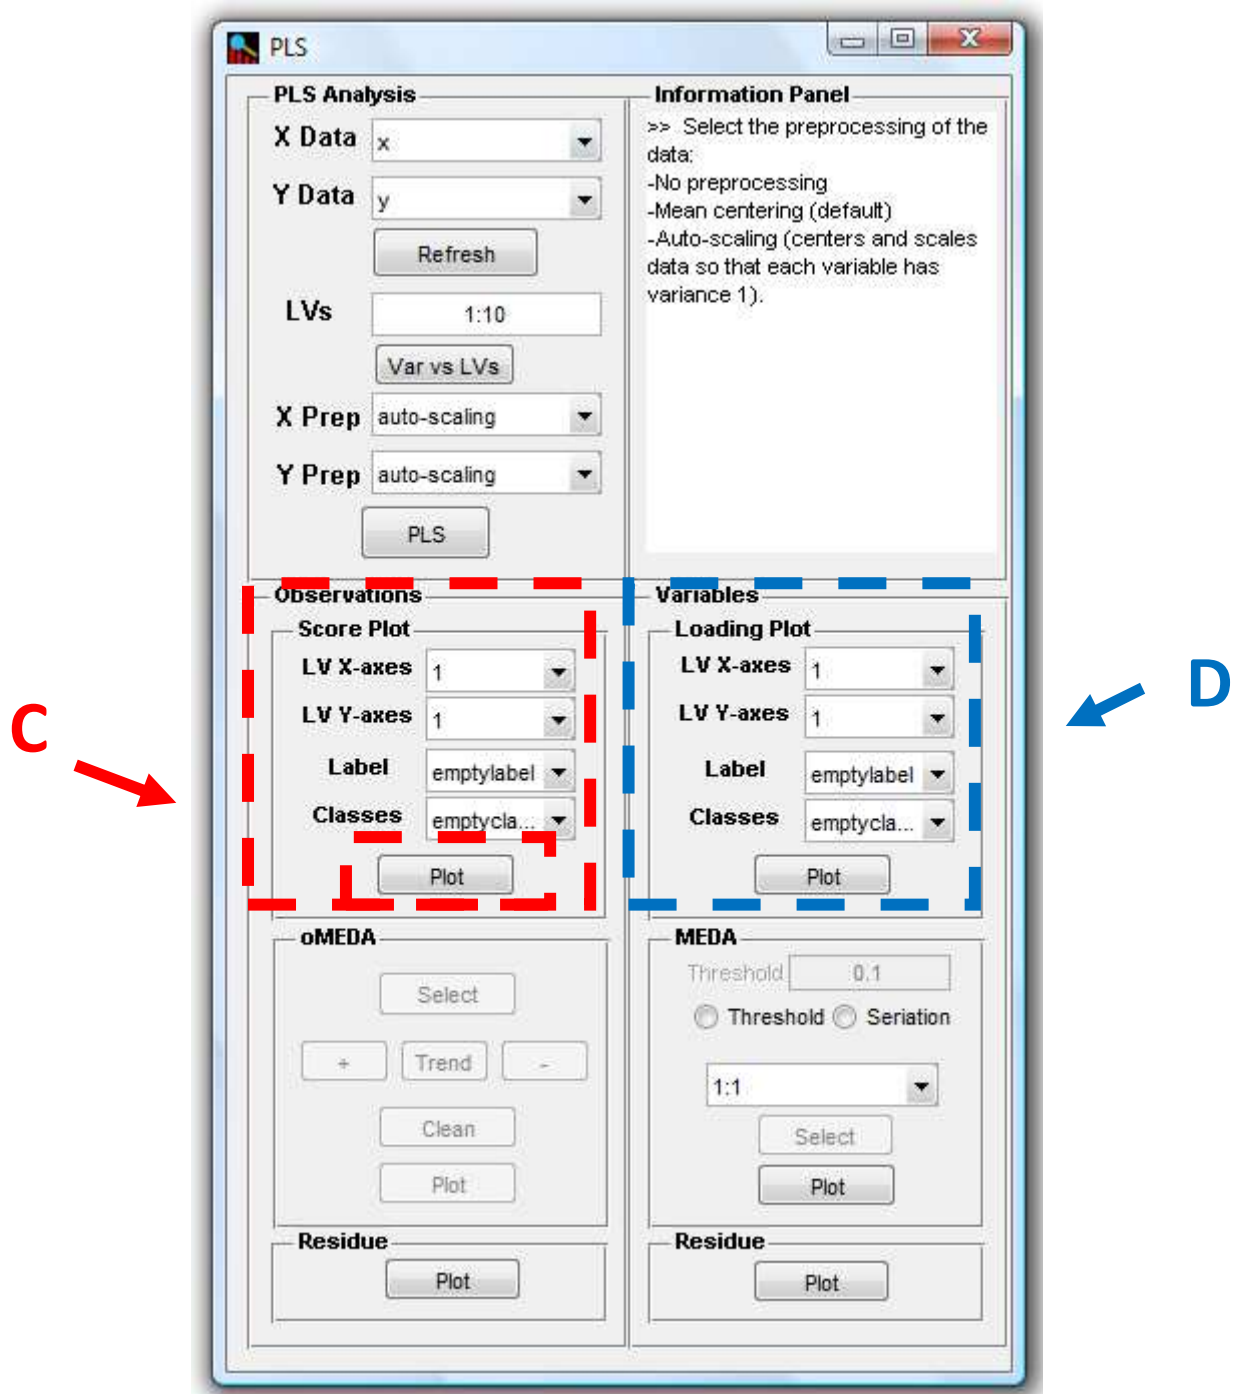 PLS
PLS Analysis
X Data
x
Y Data
y
Refresh
LVs
1:10
Var vs LVs
X Prep
auto-scaling
Y Prep
auto-scaling
PLS
Information Panel
>> Select the preprocessing of the
data:
-No preprocessing
-Mean centering (default)
-Auto-scaling (centers and scales
data so that each variable has
variance 1).
Observations
Score Plot
LV X-axes
1
LV Y-axes
1
Label
emptylabel
Classes
emptycla...
Plot
C
Variables
Loading Plot
LV X-axes
1
LV Y-axes
1
Label
emptylabel
Classes
emptycla...
Plot
D
oMEDA
Select
+
Trend
-
Clean
Plot
MEDA
Threshold
0.1
Threshold
Seriation
1:1
Select
Plot
Residue
Plot
Residue
Plot